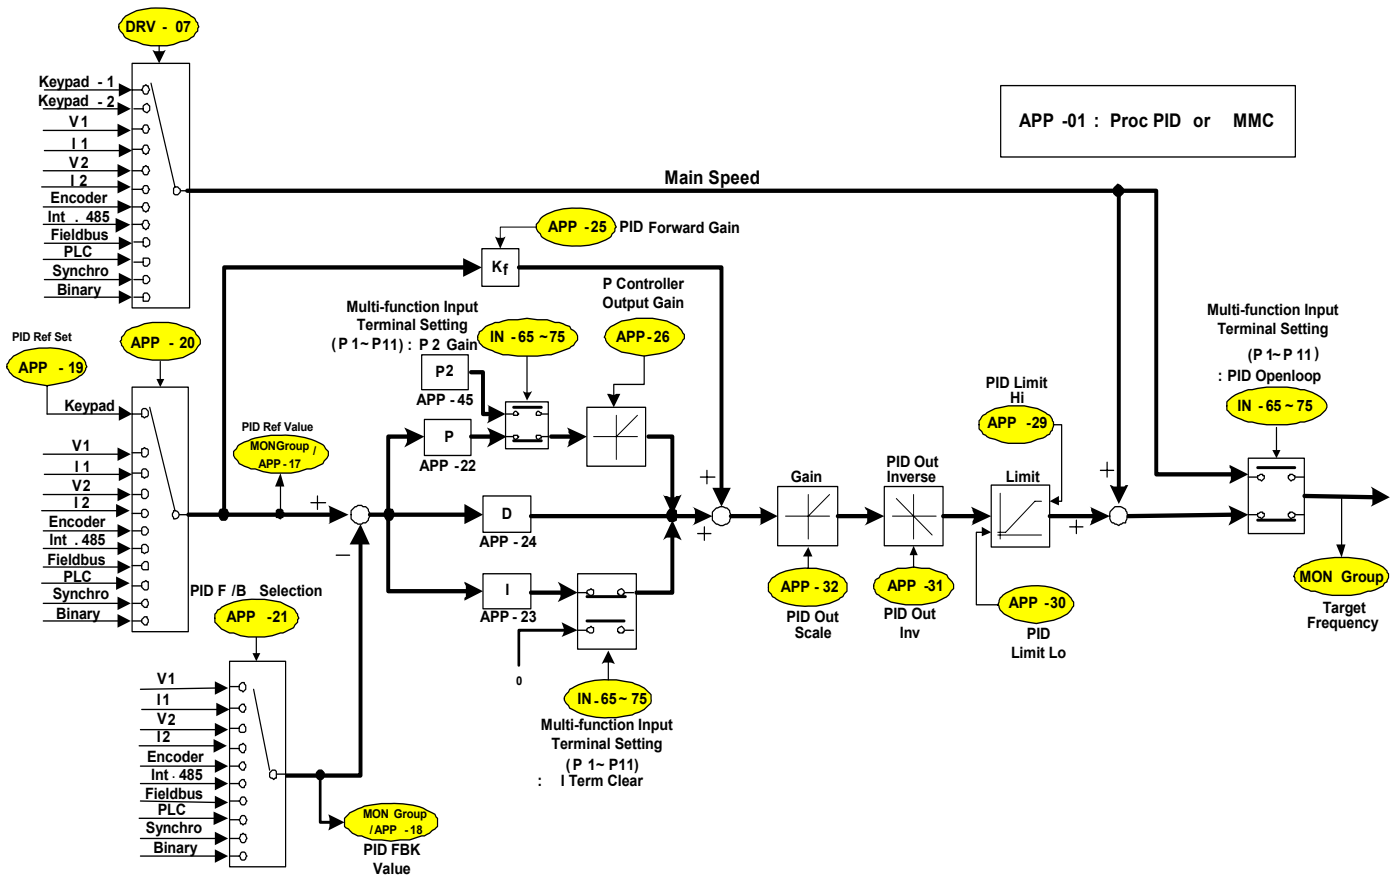 DRV - 07
Keypad - 1
Keypad - 2
V1
I1
V2
I2
Encoder
Int . 485
Fieldbus
PLC
Synchro
Binary
APP -01 : Proc PID or MMC
Main Speed
APP -25 PID Forward Gain
Kf
PID Ref Set
APP - 19
APP - 20
Keypad
V1
I1
V2
I2
Encoder
Int . 485
Fieldbus
PLC
Synchro
Binary
PID Ref Value
MONGroup /
APP-17
+
−
Multi-function Input
Terminal Setting
(P 1~ P11) : P 2 Gain
IN -65 ~75
P2
APP - 45
P
APP -22
P Controller
Output Gain
APP-26
D
APP - 24
I
APP - 23
0
IN -65~ 75
Multi-function Input
Terminal Setting
(P 1~ P11)
: I Term Clear
+
+
Gain
APP - 32
PID Out
Scale
PID Out
Inverse
APP -31
PID Out
Inv
PID Limit
Hi
APP -29
Limit
APP -30
PID
Limit Lo
+
+
Multi-function Input
Terminal Setting
(P 1~ P 11)
: PID Openloop
IN - 65 ~ 75
MON Group
Target
Frequency
PID F /B Selection
APP -21
V1
I1
V2
I2
Encoder
Int . 485
Fieldbus
PLC
Synchro
Binary
MON Group
/APP -18
PID FBK
Value